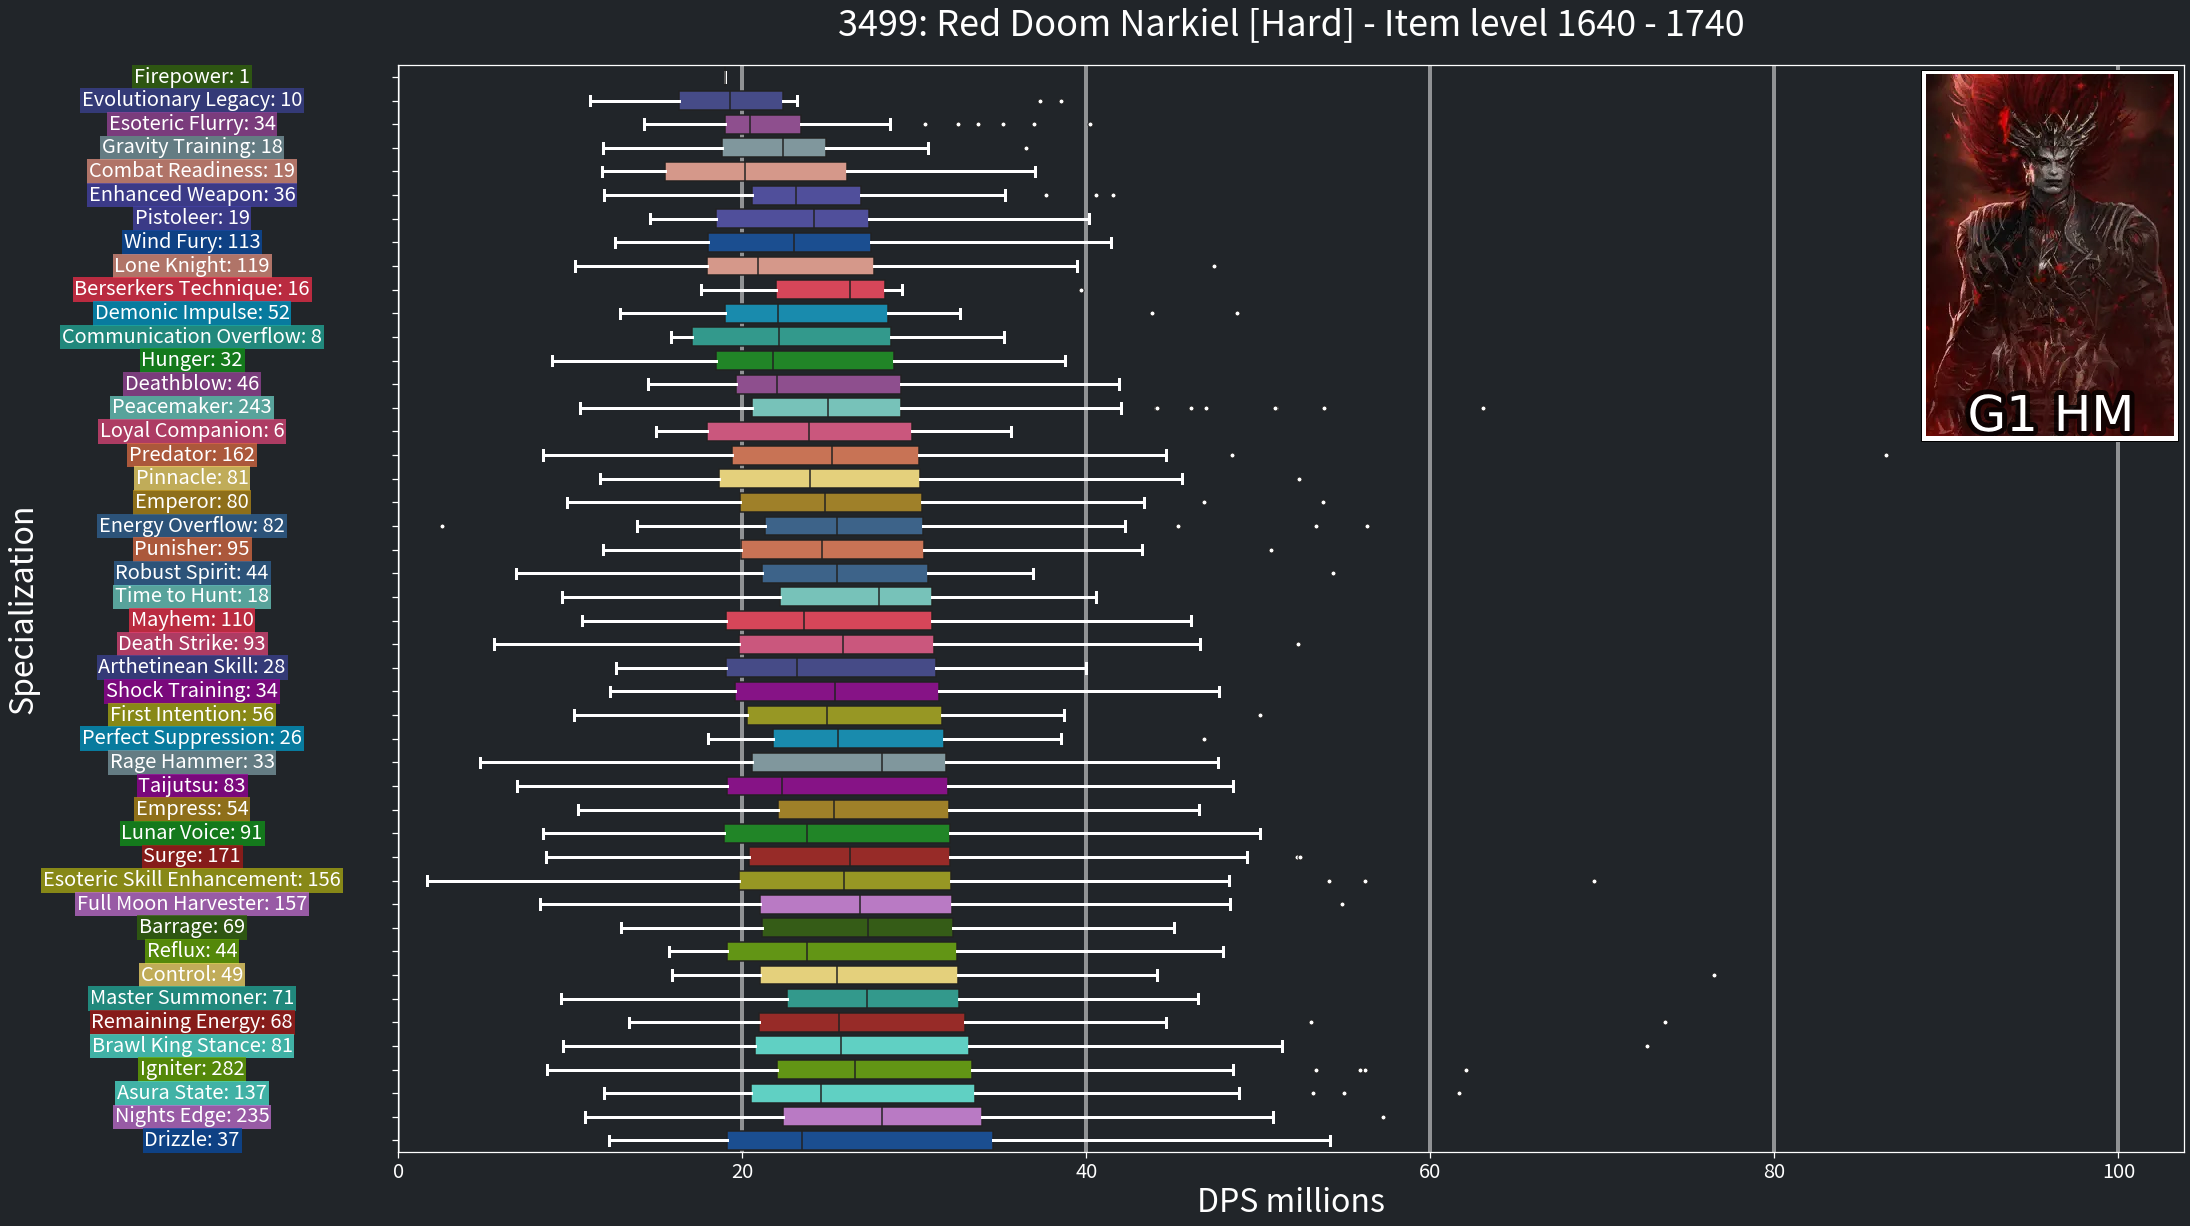 3499: Red Doom Narkiel [Hard] - Item level 1640 - 1740
Specialization
Firepower: 1
Evolutionary Legacy: 10
Esoteric Flurry: 34
Gravity Training: 18
Combat Readiness: 19
Enhanced Weapon: 36
Pistoleer: 19
Wind Fury: 113
Lone Knight: 119
Berserkers Technique: 16
Demonic Impulse: 52
Communication Overflow: 8
Hunger: 32
Deathblow: 46
Peacemaker: 243
Loyal Companion: 6
Predator: 162
Pinnacle: 81
Emperor: 80
Energy Overflow: 82
Punisher: 95
Robust Spirit: 44
Time to Hunt: 18
Mayhem: 110
Death Strike: 93
Arthetinean Skill: 28
Shock Training: 34
First Intention: 56
Perfect Suppression: 26
Rage Hammer: 33
Taijutsu: 83
Empress: 54
Lunar Voice: 91
Surge: 171
Esoteric Skill Enhancement: 156
Full Moon Harvester: 157
Barrage: 69
Reflux: 44
Control: 49
Master Summoner: 71
Remaining Energy: 68
Brawl King Stance: 81
Igniter: 282
Asura State: 137
Nights Edge: 235
Drizzle: 37
G1 HM
0 20 40 60 80 100
DPS millions